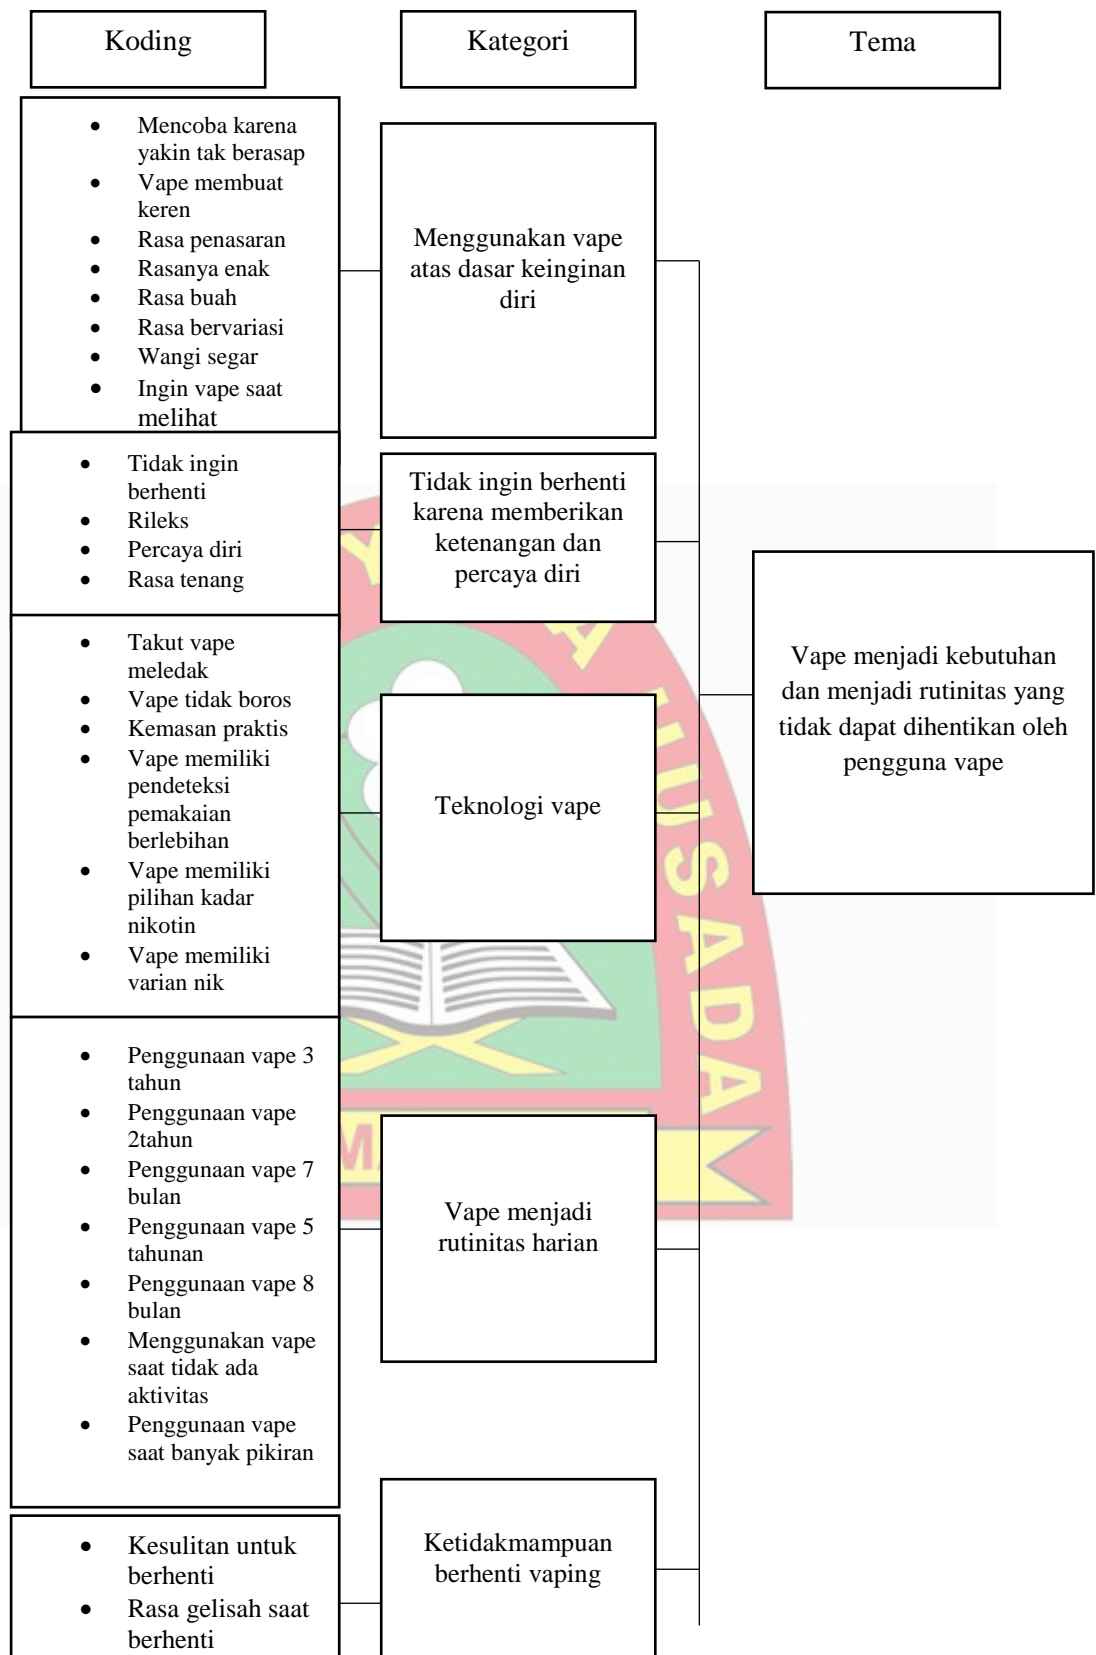 Koding
Kategori
Tema
• Mencoba karena
yakin tak berasap
• Vape membuat
keren
• Rasa penasaran
• Rasanya enak
• Rasa buah
• Rasa bervariasi
• Wangi segar
• Ingin vape saat
melihat
Menggunakan vape
atas dasar keinginan
diri
• Tidak ingin
berhenti
• Rileks
• Percaya diri
• Rasa tenang
Tidak ingin berhenti
karena memberikan
ketenangan dan
percaya diri
• Takut vape
meledak
• Vape tidak boros
• Kemasan praktis
• Vape memiliki
pendeteksi
pemakaian
berlebihan
• Vape memiliki
pilihan kadar
nikotin
• Vape memiliki
varian nik
Teknologi vape
Vape menjadi kebutuhan
dan menjadi rutinitas yang
tidak dapat dihentikan oleh
pengguna vape
• Penggunaan vape 3
tahun
• Penggunaan vape
2tahun
• Penggunaan vape 7
bulan
• Penggunaan vape 5
tahunan
• Penggunaan vape 8
bulan
• Menggunakan vape
saat tidak ada
aktivitas
• Penggunaan vape
saat banyak pikiran
Vape menjadi
rutinitas harian
• Kesulitan untuk
berhenti
• Rasa gelisah saat
berhenti
Ketidakmampuan
berhenti vaping